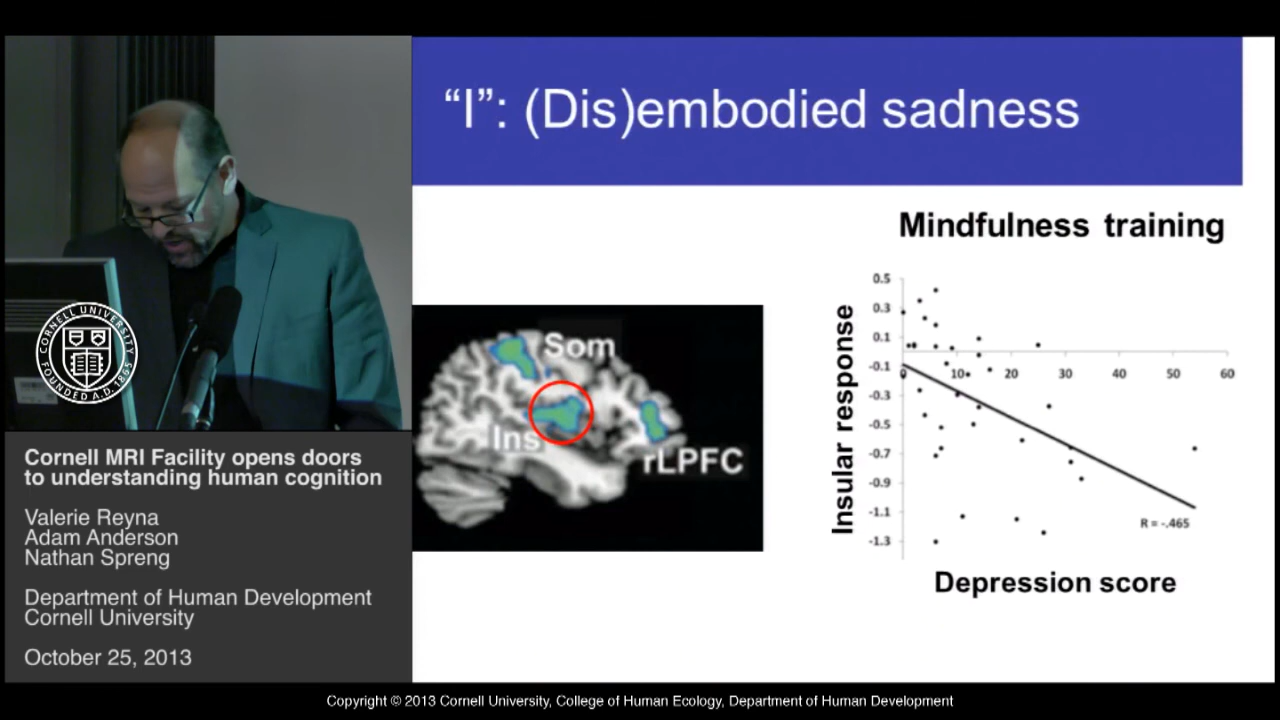 “I”: (Dis)embodied sadness
Mindfulness training
Som
Ins
rLPFC
Insular response
0.5
0.3
0.1
-0.1
-0.3
-0.5
-0.7
-0.9
-1.1
-1.3
0 10 20 30 40 50 60
R = -.465
Depression score
CORNELL UNIVERSITY
FOUNDED A.D. 1865
Cornell MRI Facility opens doors
to understanding human cognition
Valerie Reyna
Adam Anderson
Nathan Spreng
Department of Human Development
Cornell University
October 25, 2013
Copyright © 2013 Cornell University, College of Human Ecology, Department of Human Development